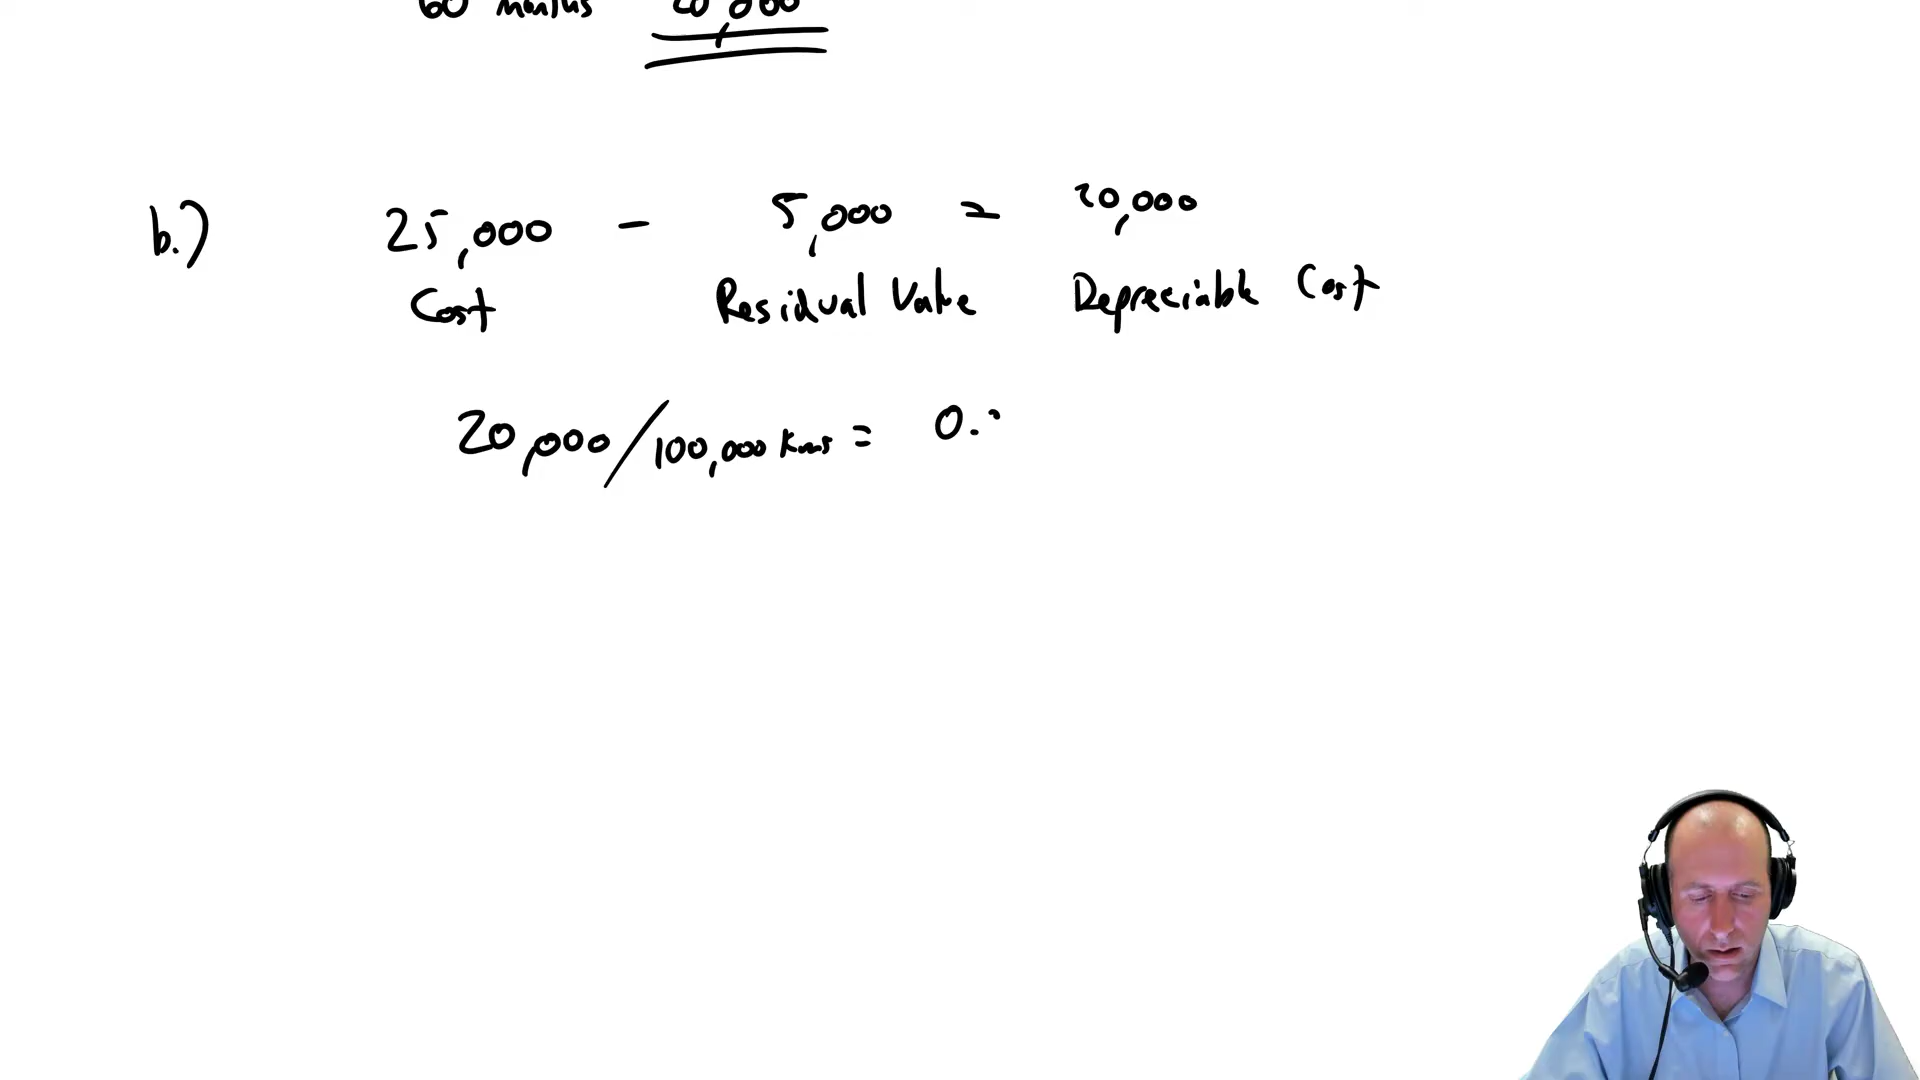 60 months 20,000
b.) 25,000 - 5,000 = 20,000
Cost Residual Value Depreciable Cost
20,000/100,000 Kms = 0.